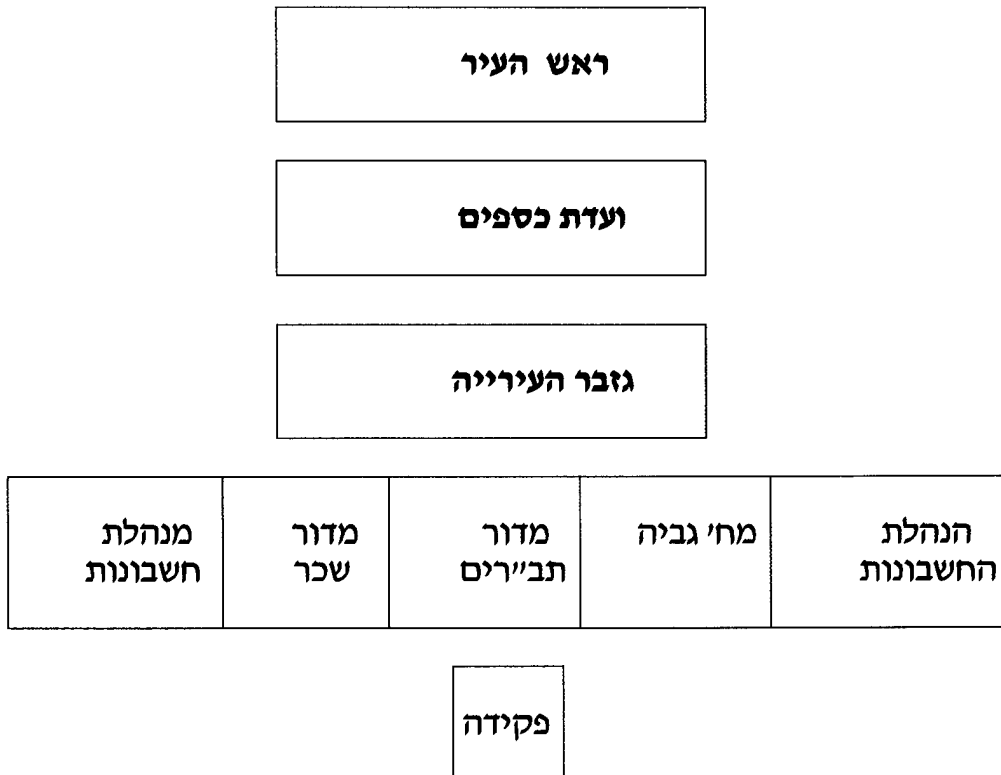 ראש העיר
ועדת כספים
גזבר העירייה
הנהלת
החשבונות
מח' גביה
מדור
תב"רים
מדור
שכר
מנהלת
חשבונות
פקידה